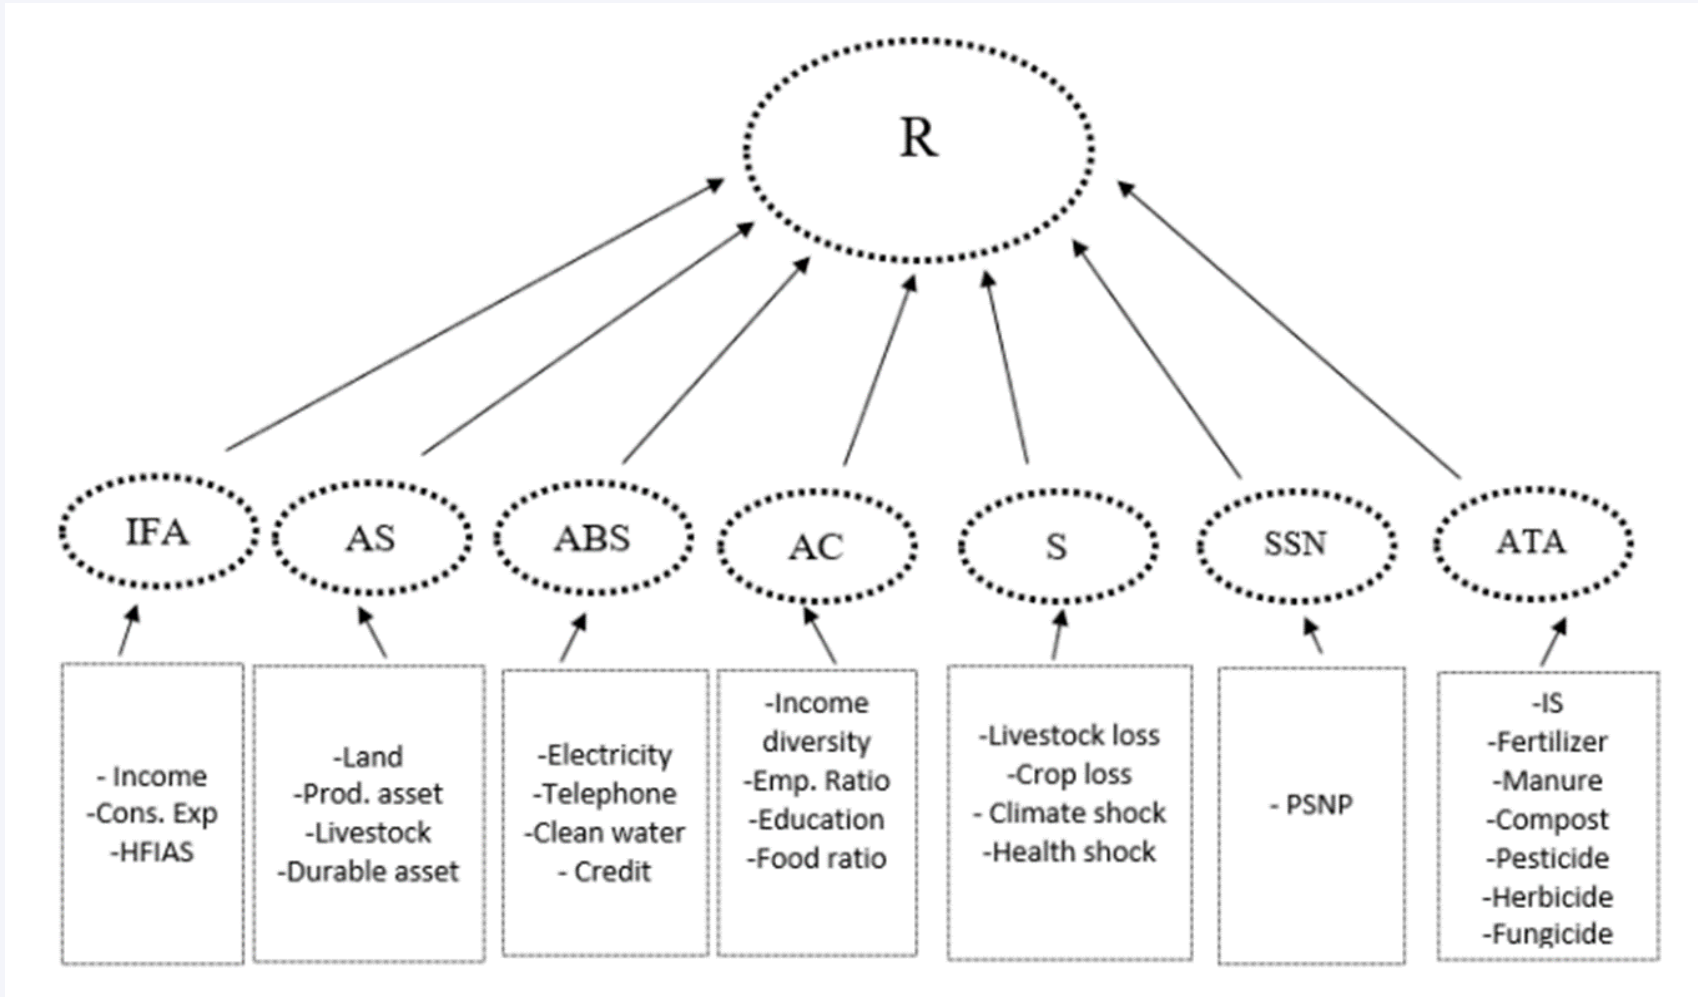 R
IFA
AS
ABS
AC
S
SSN
ATA
- Income
-Cons. Exp
-HFIAS
-Land
-Prod. asset
-Livestock
-Durable asset
-Electricity
-Telephone
-Clean water
- Credit
-Income
diversity
-Emp. Ratio
-Education
-Food ratio
-Livestock loss
-Crop loss
- Climate shock
-Health shock
- PSNP
-IS
-Fertilizer
-Manure
-Compost
-Pesticide
-Herbicide
-Fungicide